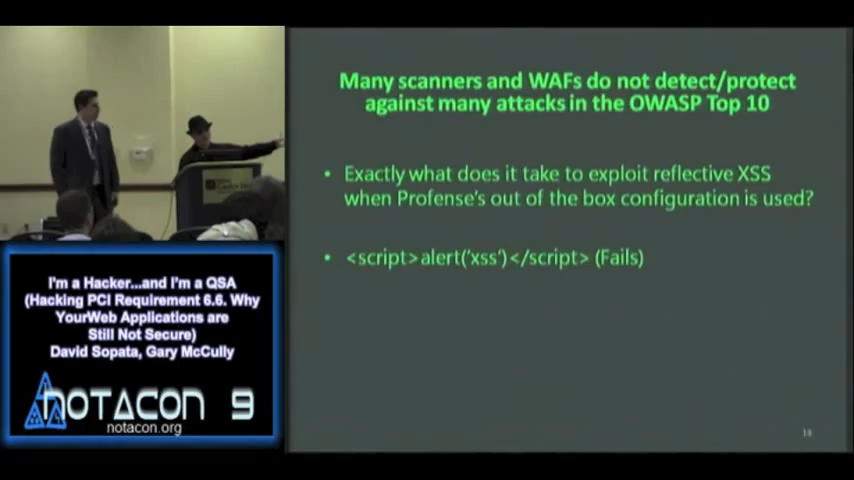 Many scanners and WAFs do not detect/protect
against many attacks in the OWASP Top 10
• Exactly what does it take to exploit reflective XSS
when Profense's out of the box configuration is used?
• <script>alert('xss')</script> (Fails)
18
I'm a Hacker...and I'm a QSA
(Hacking PCI Requirement 6.6. Why
YourWeb Applications are
Still Not Secure)
David Sopata, Gary McCully
NOTACON 9
notacon.org